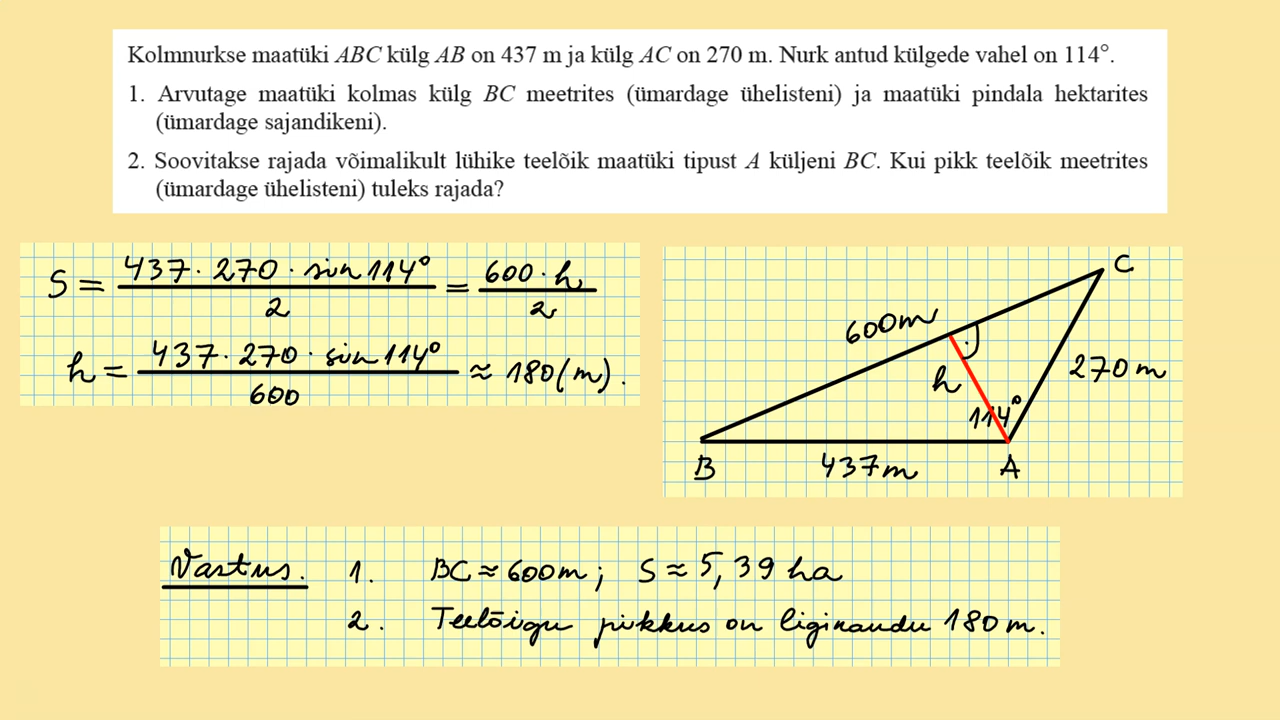 Kolmnurkse maatüki ABC külg AB on 437 m ja külg AC on 270 m. Nurk antud külgede vahel on 114°.
1. Arvutage maatüki kolmas külg BC meetrites (ümardage ühelisteni) ja maatüki pindala hektarites
(ümardage sajandikeni).
2. Soovitakse rajada võimalikult lühike teelõik maatüki tipust A küljeni BC. Kui pikk teelõik meetrites
(ümardage ühelisteni) tuleks rajada?
S = 437 · 270 · sin 114° / 2 = 600 · h / 2
h = 437 · 270 · sin 114° / 600 ≈ 180 (m).
C
600 m
h
270 m
114°
B
437 m
A
Vastus. 1. BC ≈ 600 m; S ≈ 5,39 ha
2. Teelõigu pikkus on ligikaudu 180 m.